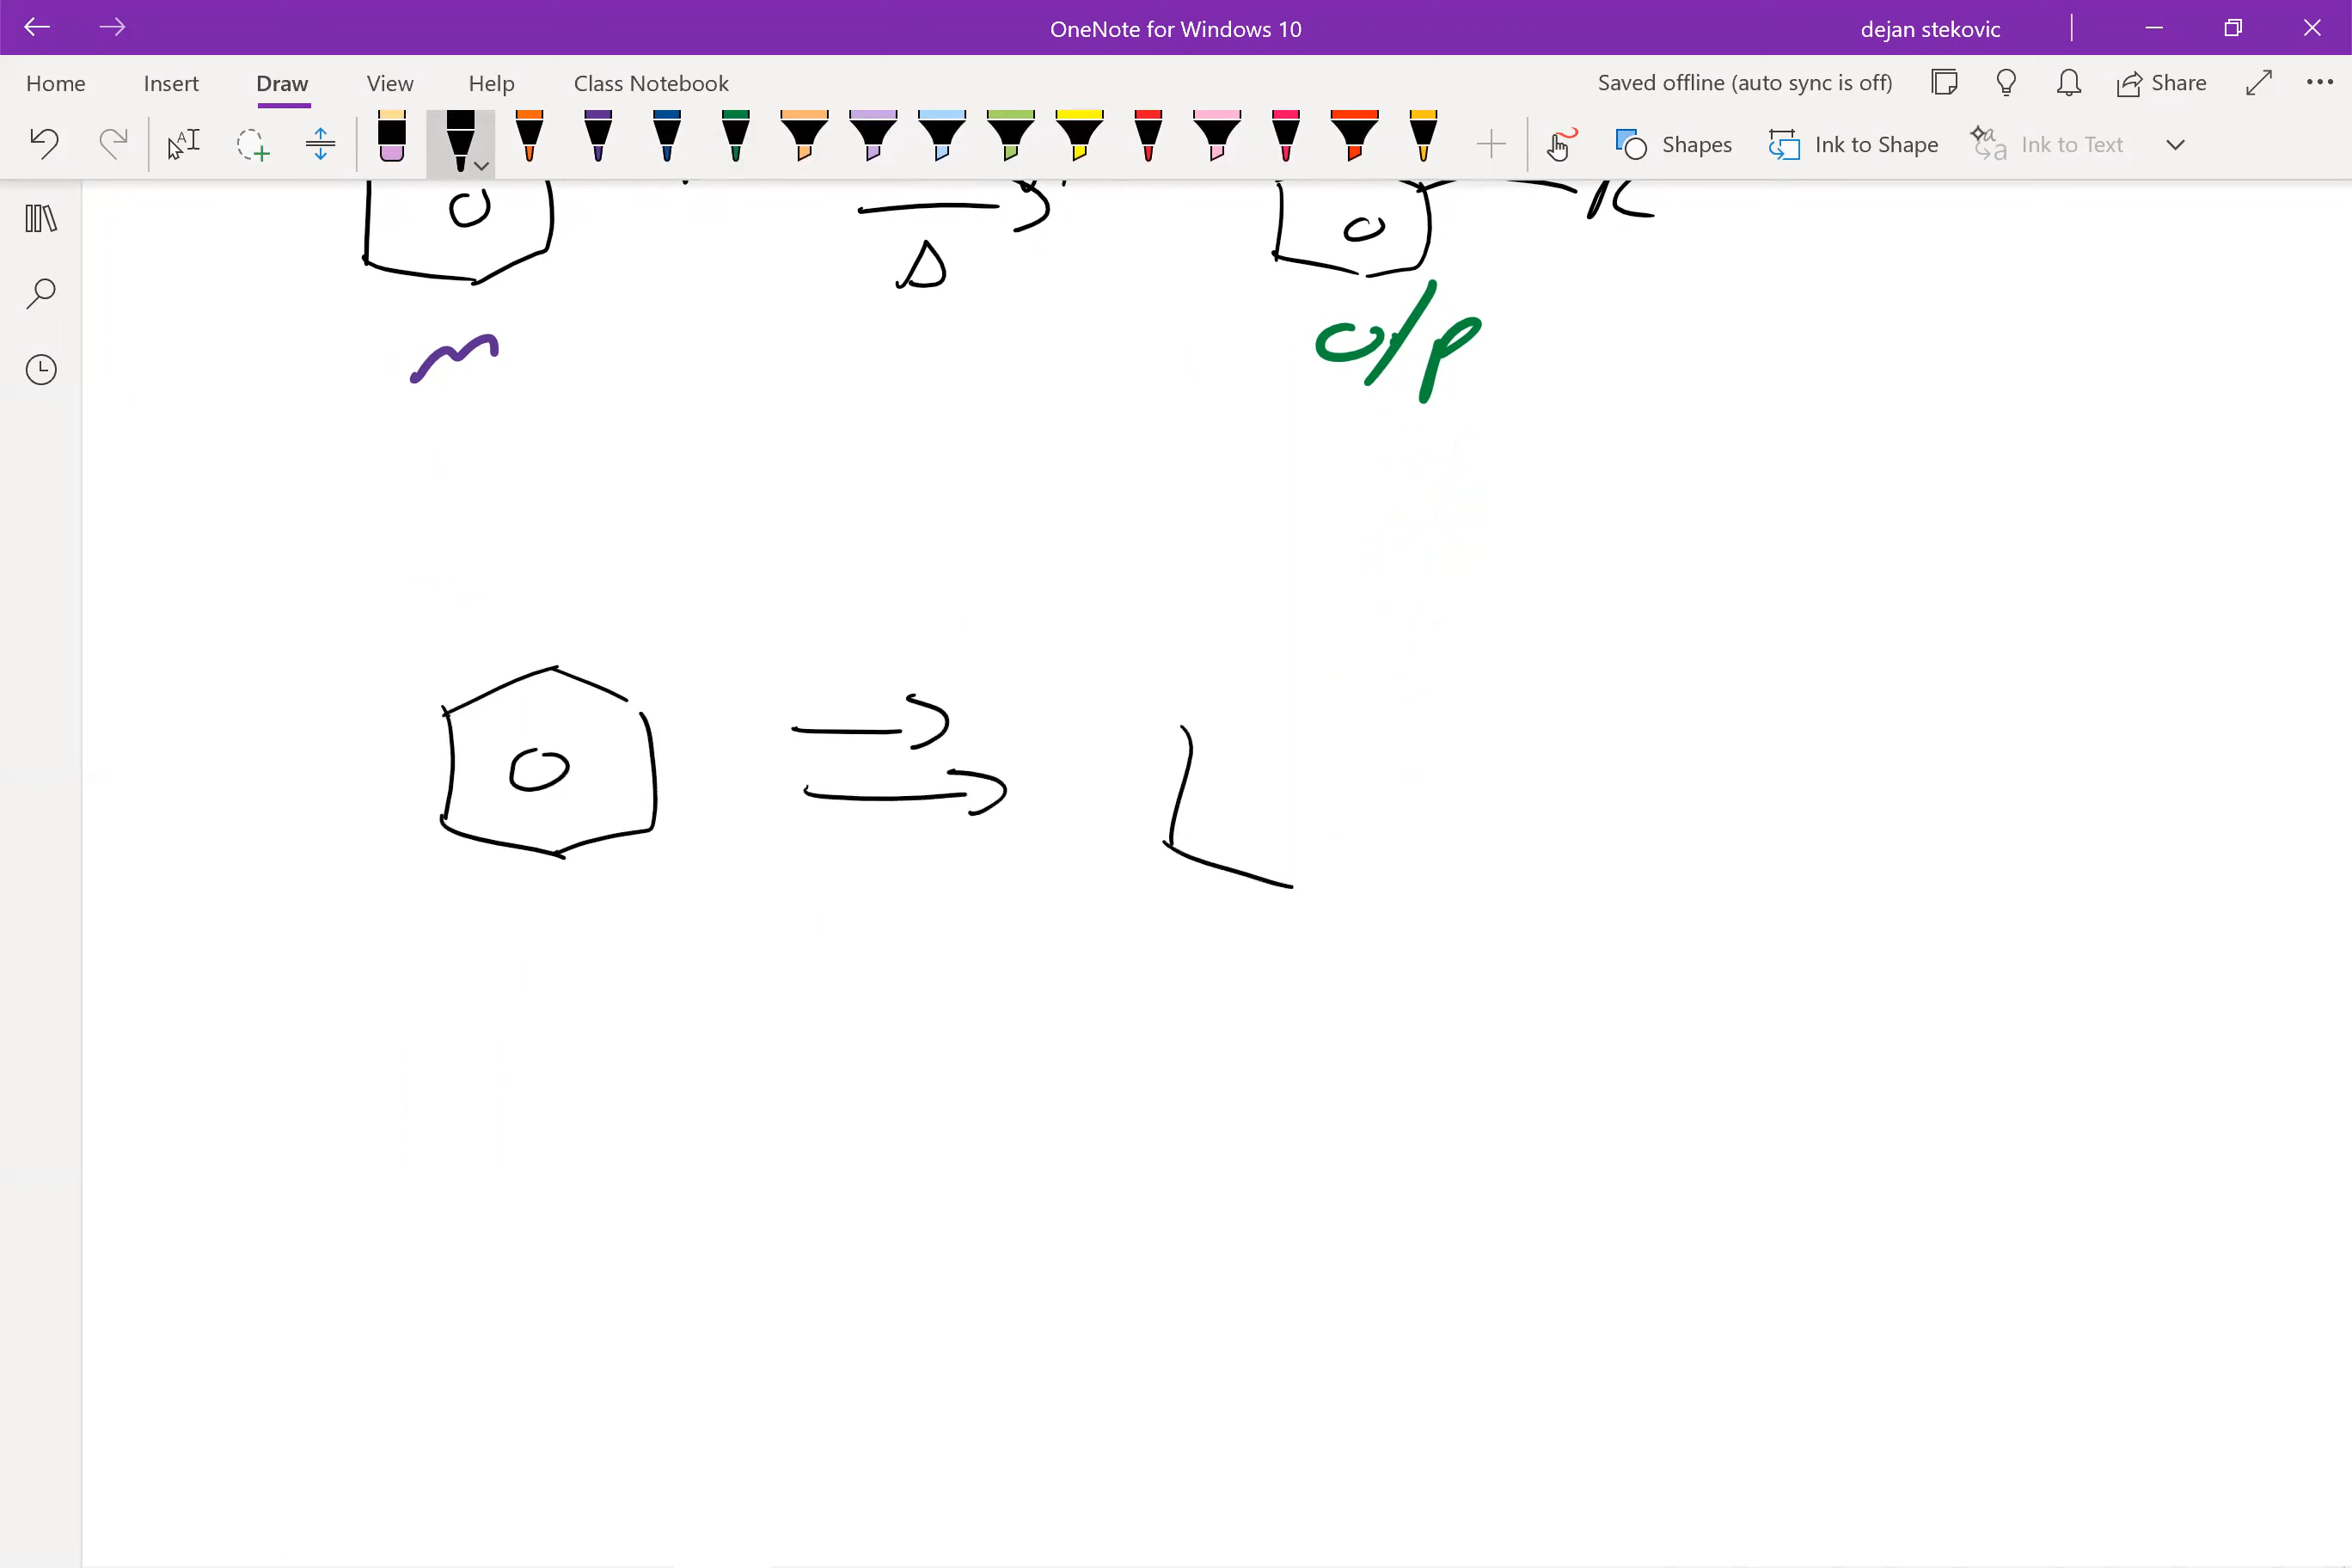 OneNote for Windows 10
dejan stekovic
Home Insert Draw View Help Class Notebook
Saved offline (auto sync is off)
Share
Shapes
Ink to Shape
Ink to Text
R
Δ
m
o/p